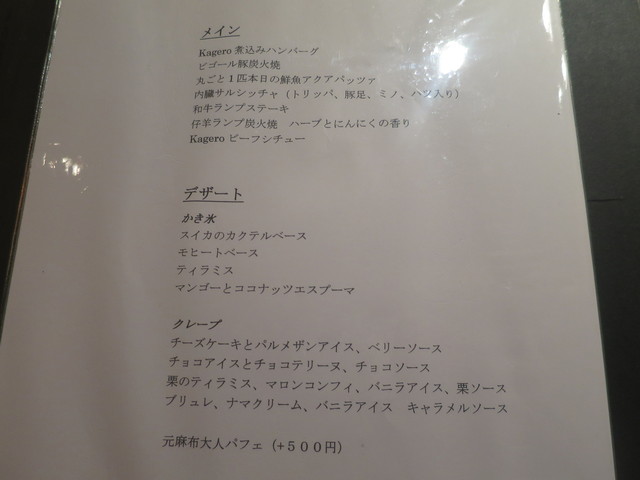 メイン
Kagero 煮込みハンバーグ
ビゴール豚炭火焼
丸ごと１匹本日の鮮魚アクアパッツァ
内臓サルシッチャ（トリッパ、豚足、ミノ、ハツ入り）
和牛ランプステーキ
仔羊ランプ炭火焼　ハーブとにんにくの香り
Kagero ビーフシチュー
デザート
かき氷
スイカのカクテルベース
モヒートベース
ティラミス
マンゴーとココナッツエスプーマ
クレープ
チーズケーキとパルメザンアイス、ベリーソース
チョコアイスとチョコテリーヌ、チョコソース
栗のティラミス、マロンコンフィ、バニラアイス、栗ソース
ブリュレ、ナマクリーム、バニラアイス　キャラメルソース
元麻布大人パフェ（+５００円）